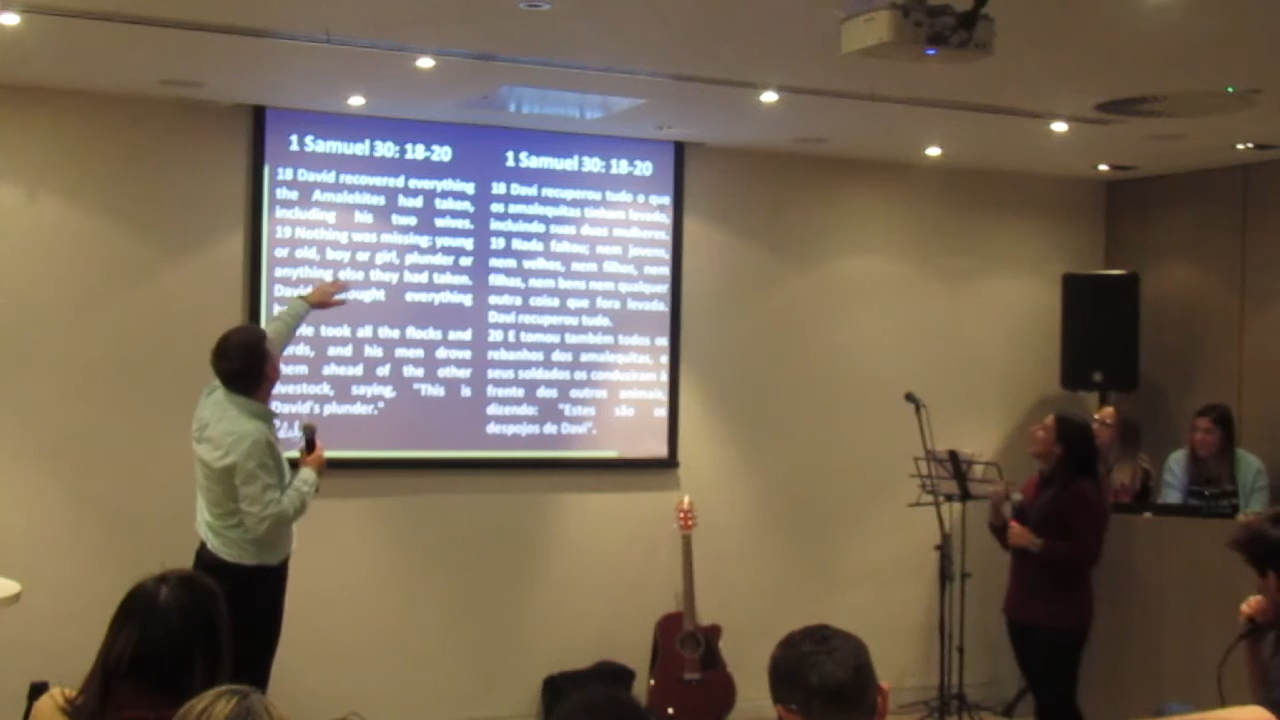 1 Samuel 30: 18-20
18 David recovered everything
the Amalekites had taken,
including his two wives.
19 Nothing was missing: young
or old, boy or girl, plunder or
anything else they had taken.
everything
took all the flocks and
and his men drove
ahead of the other
saying, "This is
David's plunder."
1 Samuel 30: 18-20
18 Davi recuperou tudo o que
os amalequitas tinham levado,
incluindo suas duas mulheres.
19 Nada faltou: nem jovens,
nem velhos, nem filhos, nem
filhas, nem bens nem qualquer
outra coisa que fora levada.
Davi recuperou tudo.
20 E tomou também todos os
rebanhos dos amalequitas, e
seus soldados os conduziram à
frente dos outros animais,
dizendo: "Estes são os
despojos de Davi".